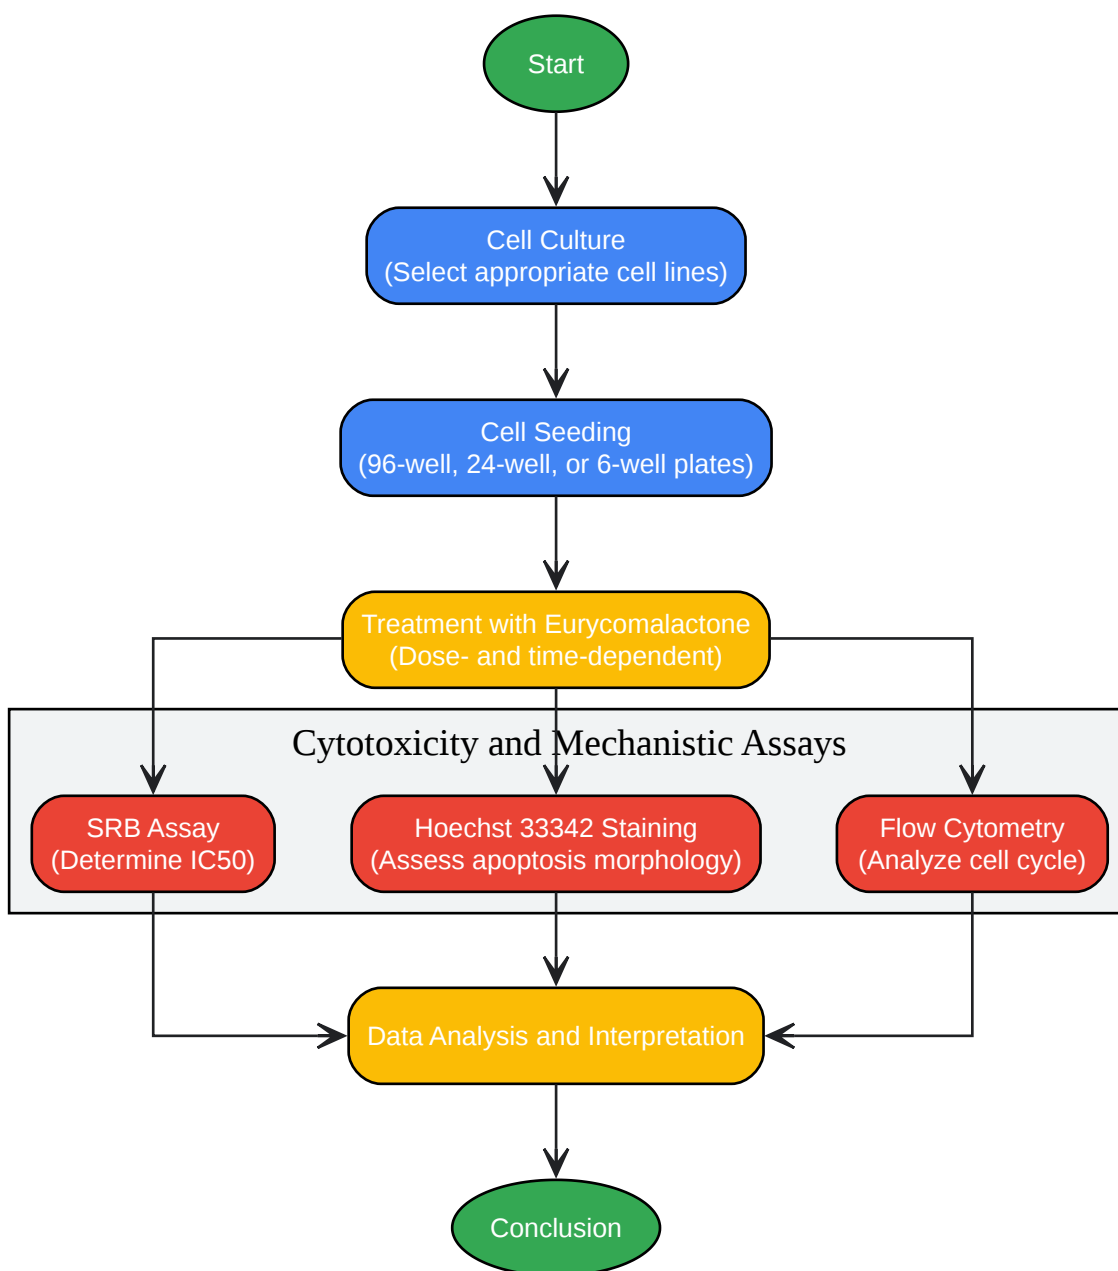 Start
Cell Culture
(Select appropriate cell lines)
Cell Seeding
(96-well, 24-well, or 6-well plates)
Treatment with Eurycomalactone
(Dose- and time-dependent)
Cytotoxicity and Mechanistic Assays
SRB Assay
(Determine IC50)
Hoechst 33342 Staining
(Assess apoptosis morphology)
Flow Cytometry
(Analyze cell cycle)
Data Analysis and Interpretation
Conclusion